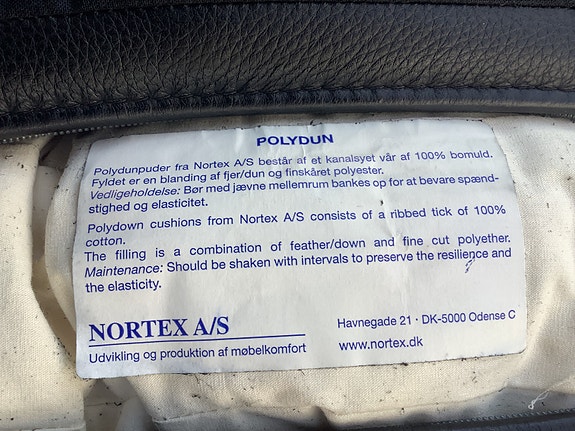 POLYDUN
Polydunpuder fra Nortex A/S består af et kanalsyet vår af 100% bomuld.
Fyldet er en blanding af fjer/dun og finskåret polyester.
Vedligeholdelse: Bør med jævne mellemrum bankes op for at bevare spænd-
stighed og elasticitet.
Polydown cushions from Nortex A/S consists of a ribbed tick of 100%
cotton.
The filling is a combination of feather/down and fine cut polyether.
Maintenance: Should be shaken with intervals to preserve the resilience and
the elasticity.
NORTEX A/S
Udvikling og produktion af møbelkomfort
Havnegade 21 · DK-5000 Odense C
www.nortex.dk